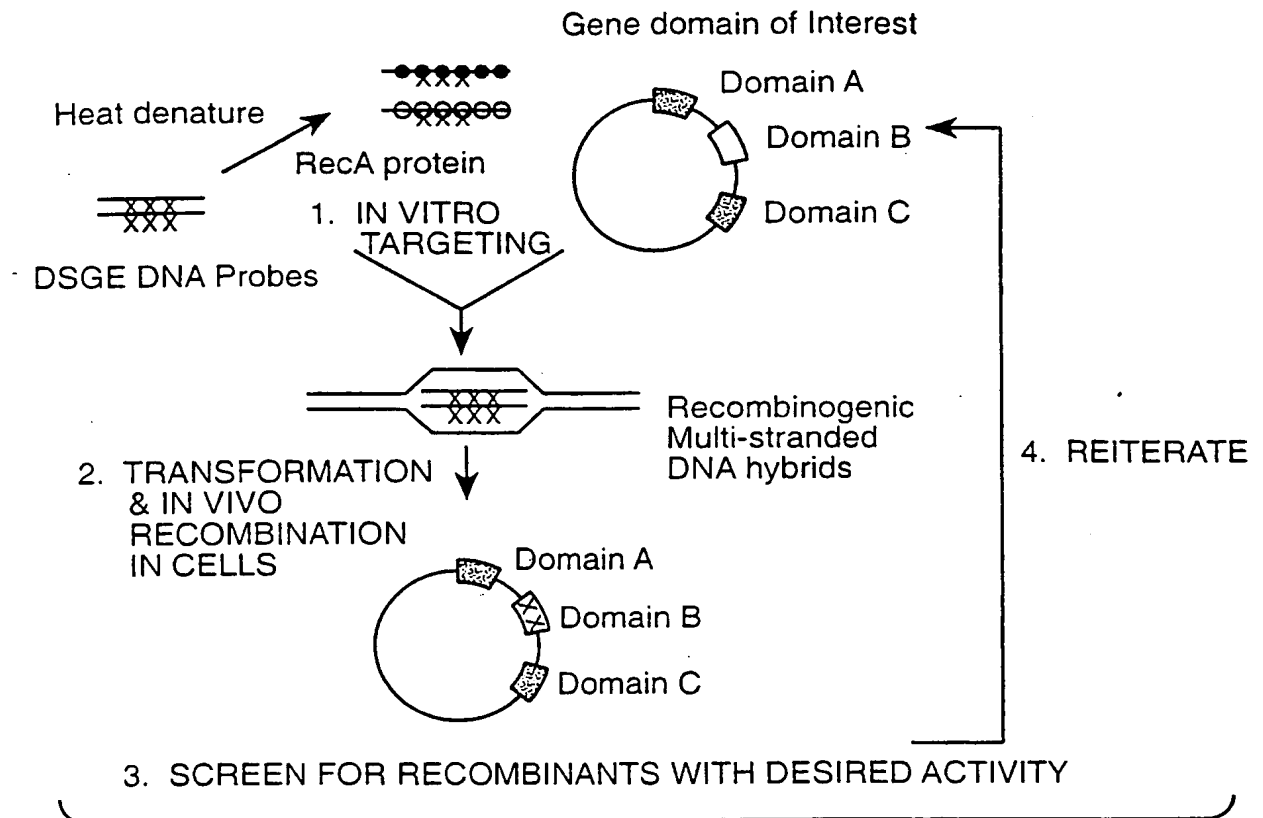 Gene domain of Interest
Domain A
Domain B
Domain C
Heat denature
RecA protein
DSGE DNA Probes
1. IN VITRO
TARGETING
Recombinogenic
Multi-stranded
DNA hybrids
2. TRANSFORMATION
& IN VIVO
RECOMBINATION
IN CELLS
Domain A
Domain B
Domain C
4. REITERATE
3. SCREEN FOR RECOMBINANTS WITH DESIRED ACTIVITY